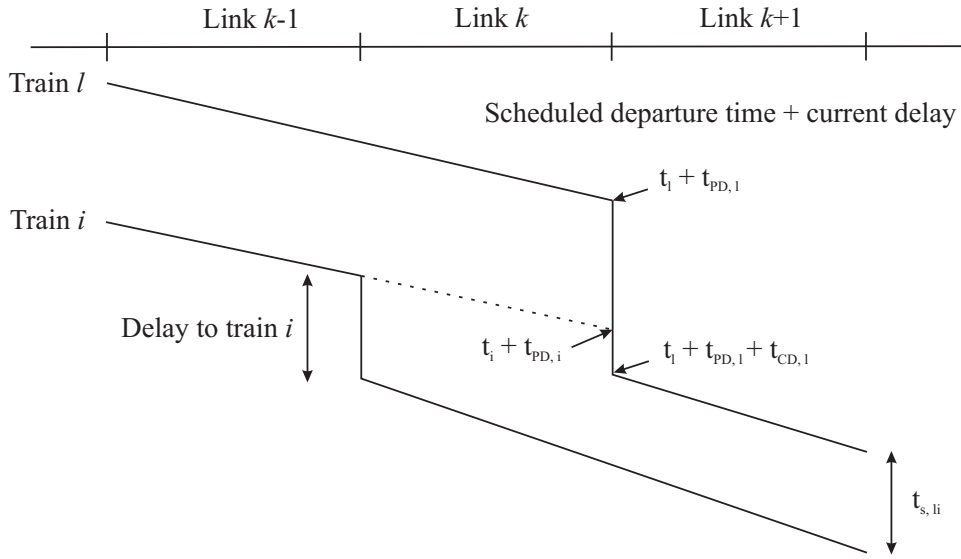 Link k-1 Link k Link k+1
Train l
Scheduled departure time + current delay
t_l + t_PD, l
Train i
Delay to train i
t_i + t_PD, i
t_l + t_PD, l + t_CD, l
t_s, li